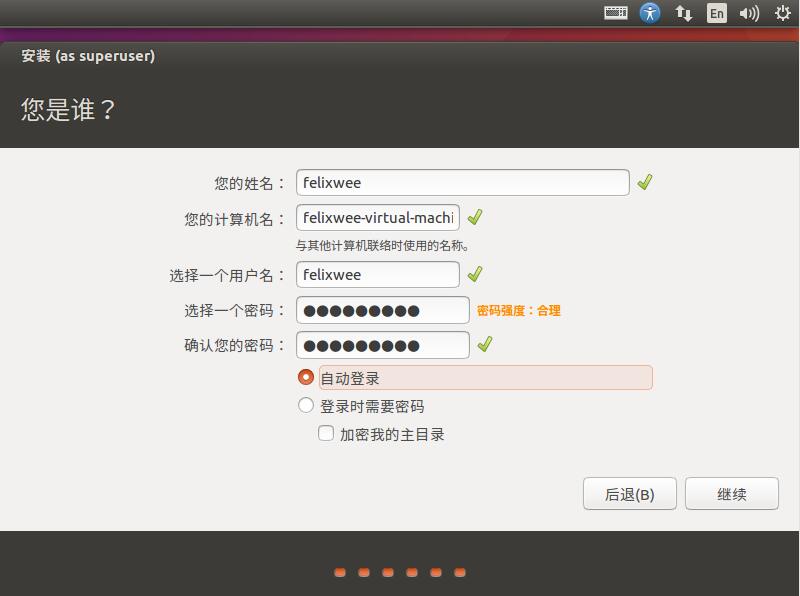 En
安装 (as superuser)
您是谁？
您的姓名： felixwee
您的计算机名： felixwee-virtual-machi
与其他计算机联络时使用的名称。
选择一个用户名： felixwee
选择一个密码： ●●●●●●●●● 密码强度：合理
确认您的密码： ●●●●●●●●●
自动登录
登录时需要密码
加密我的主目录
后退(B) 继续